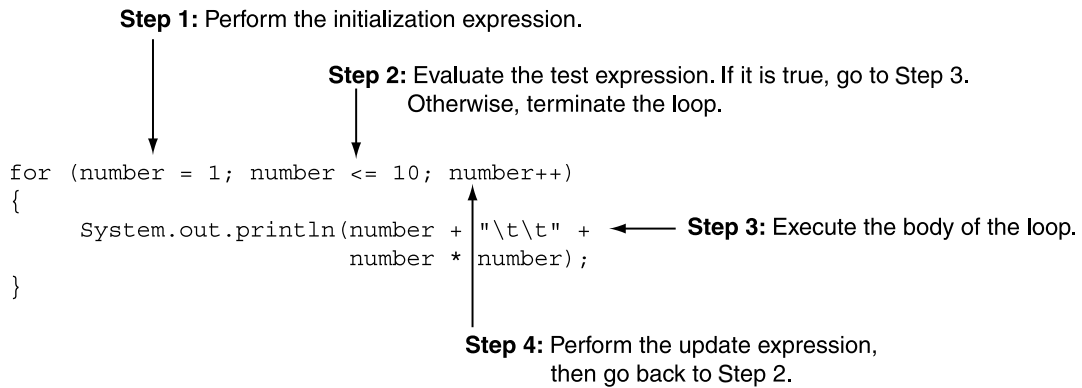 Step 1: Perform the initialization expression.
Step 2: Evaluate the test expression. If it is true, go to Step 3.
Otherwise, terminate the loop.
for (number = 1; number <= 10; number++)
{
System.out.println(number + "\t\t" +
number * number);
}
Step 3: Execute the body of the loop.
Step 4: Perform the update expression,
then go back to Step 2.